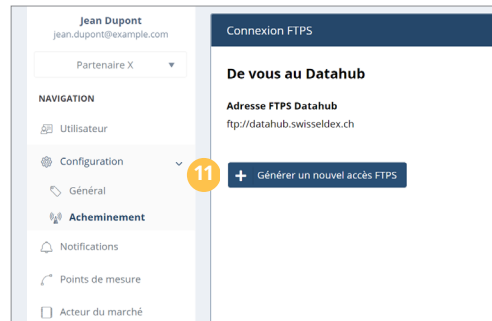 Jean Dupont
jean.dupont@example.com
Partenaire X
NAVIGATION
Utilisateur
Configuration
Général
Acheminement
Notifications
Points de mesure
Acteur du marché
Connexion FTPS
De vous au Datahub
Adresse FTPS Datahub
ftp://datahub.swisseldex.ch
11
+ Générer un nouvel accès FTPS